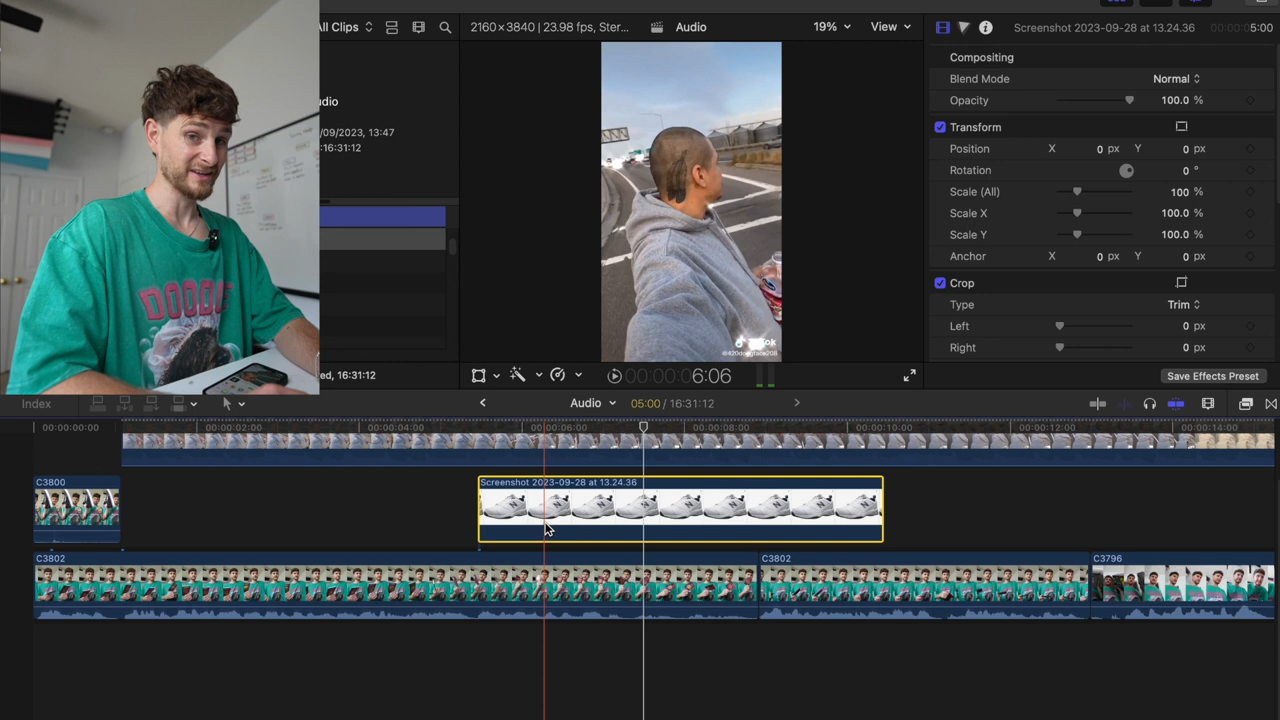 All Clips
2160×3840 | 23.98 fps, Ster...
Audio
19%
View
Screenshot 2023-09-28 at 13.24.36
00:00:05:00
udio
/09/2023, 13:47
:16:31:12
ed, 16:31:12
DODGE
TikTok
00:00:00:6:06
Compositing
Blend Mode
Normal
Opacity
100.0 %
Transform
Position
X
0 px
Y
0 px
Rotation
0 °
Scale (All)
100 %
Scale X
100.0 %
Scale Y
100.0 %
Anchor
X
0 px
Y
0 px
Crop
Type
Trim
Left
0 px
Right
0 px
Save Effects Preset
Index
Audio
05:00 / 16:31:12
00:00:00:00
00:00:02:00
00:00:04:00
00:00:06:00
00:00:08:00
00:00:10:00
00:00:12:00
00:00:14:00
C3800
Screenshot 2023-09-28 at 13.24.36
C3802
C3802
C3796